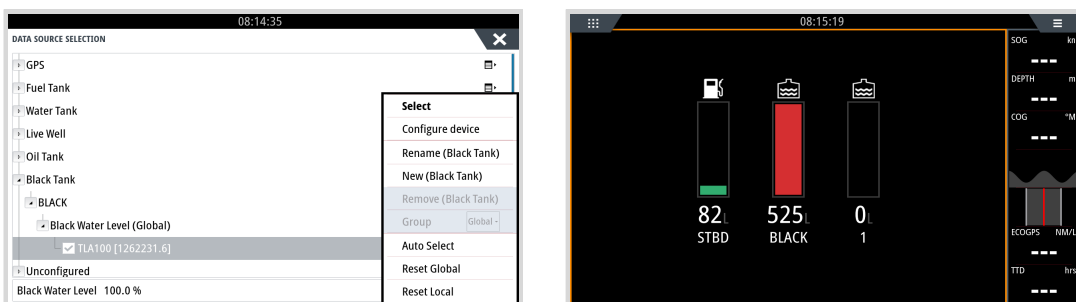 08:14:35
DATA SOURCE SELECTION
GPS
Fuel Tank
Water Tank
Live Well
Oil Tank
Black Tank
BLACK
Black Water Level (Global)
TLA100 [1262231.6]
Unconfigured
Black Water Level 100.0 %
Select
Configure device
Rename (Black Tank)
New (Black Tank)
Remove (Black Tank)
Group Global
Auto Select
Reset Global
Reset Local
08:15:19
82L 525L 0L
STBD BLACK 1
SOG kn
---
DEPTH m
---
COG °M
---
ECOGPS NM/L
---
TTD hrs
---